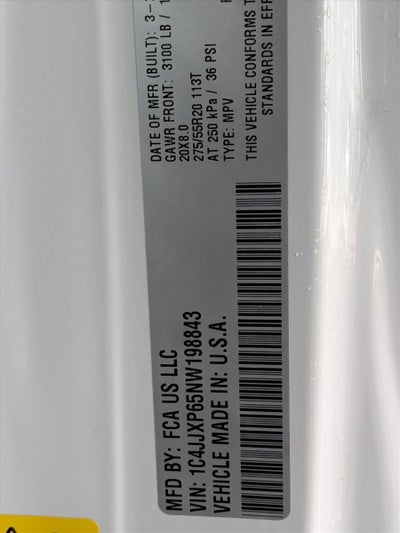 MFD BY: FCA US LLC
DATE OF MFR (BUILT): 3-
GAWR FRONT: 3100 LB /
20X8.0
275/55R20 113T
AT 250 kPa / 36 PSI
TYPE: MPV
THIS VEHICLE CONFORMS T
STANDARDS IN EFF
VIN: 1C4JJXP65NW198843
VEHICLE MADE IN: U.S.A.